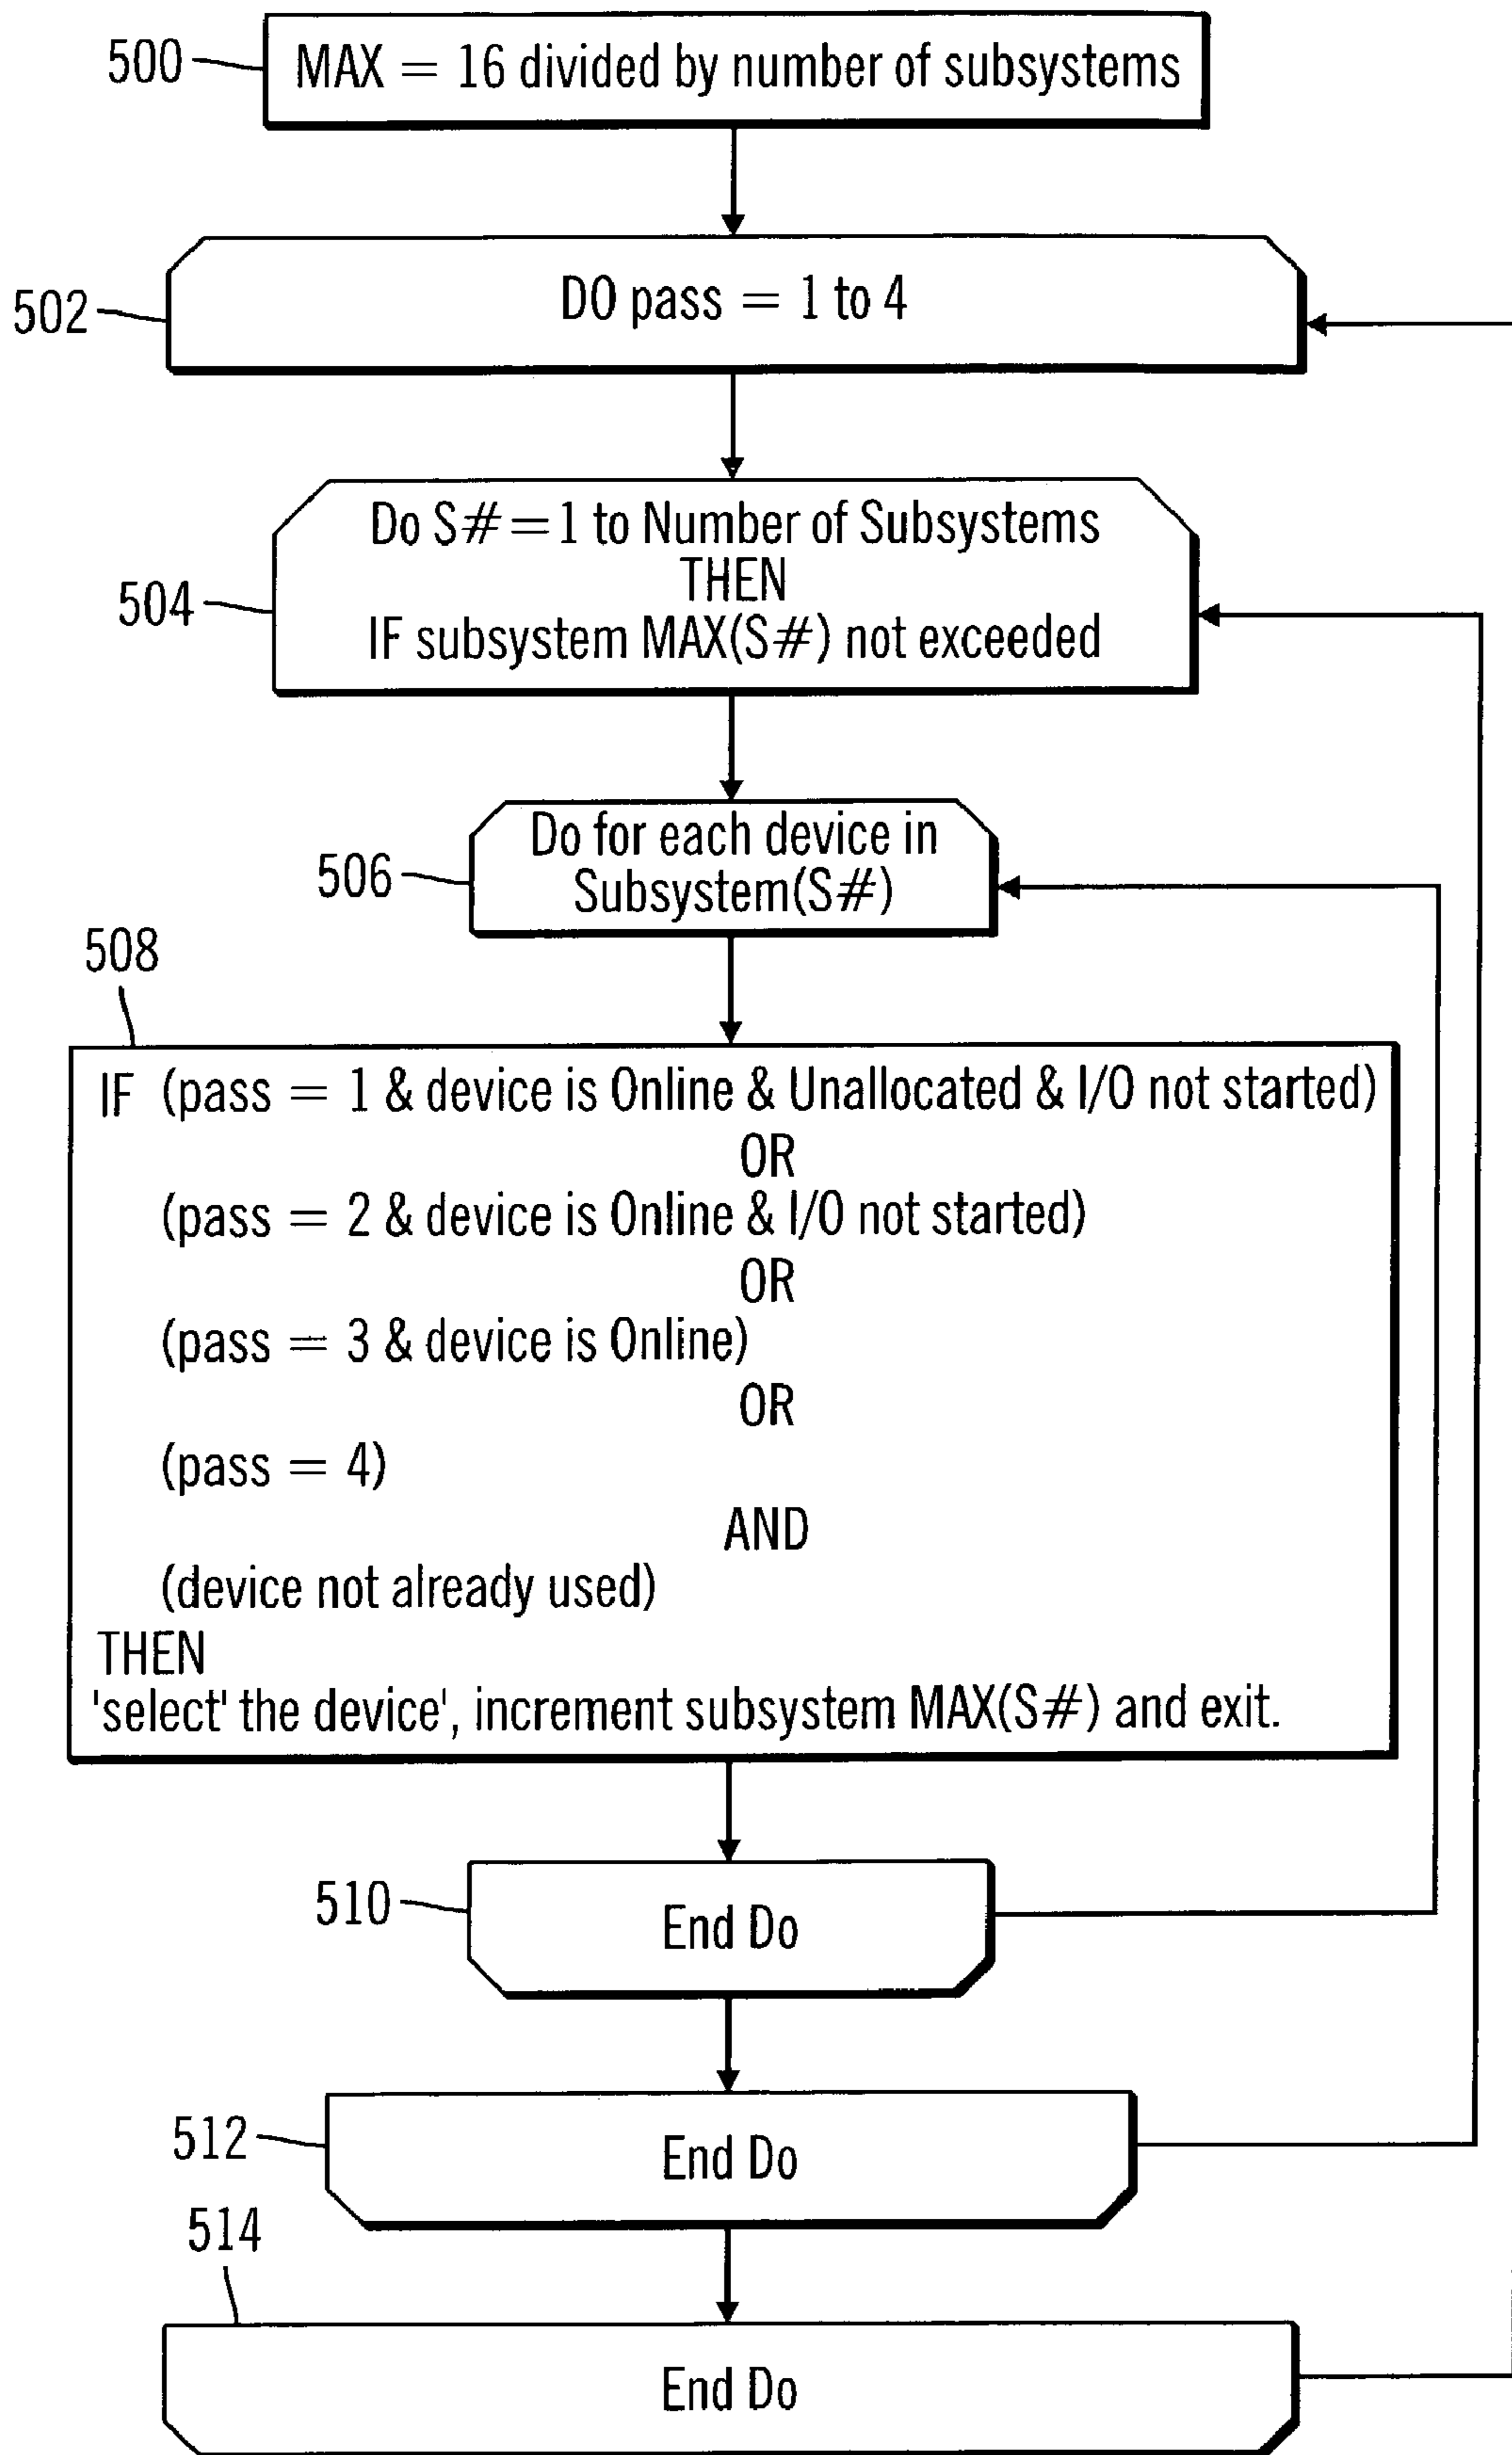 500
MAX = 16 divided by number of subsystems
502
DO pass = 1 to 4
504
Do S#=1 to Number of Subsystems
THEN
IF subsystem MAX(S#) not exceeded
506
Do for each device in
Subsystem(S#)
508
IF (pass = 1 & device is Online & Unallocated & I/O not started)
OR
(pass = 2 & device is Online & I/O not started)
OR
(pass = 3 & device is Online)
OR
(pass = 4)
AND
(device not already used)
THEN
'select' the device', increment subsystem MAX(S#) and exit.
510
End Do
512
End Do
514
End Do